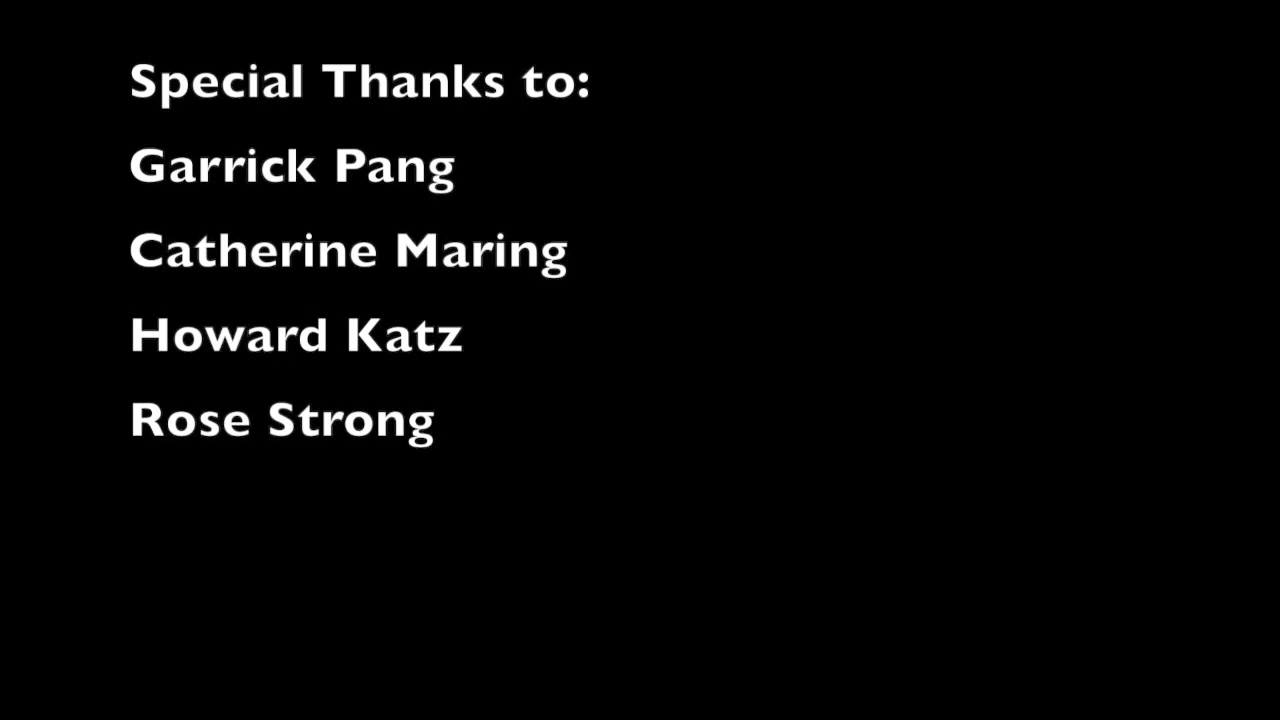 Special Thanks to:
Garrick Pang
Catherine Maring
Howard Katz
Rose Strong